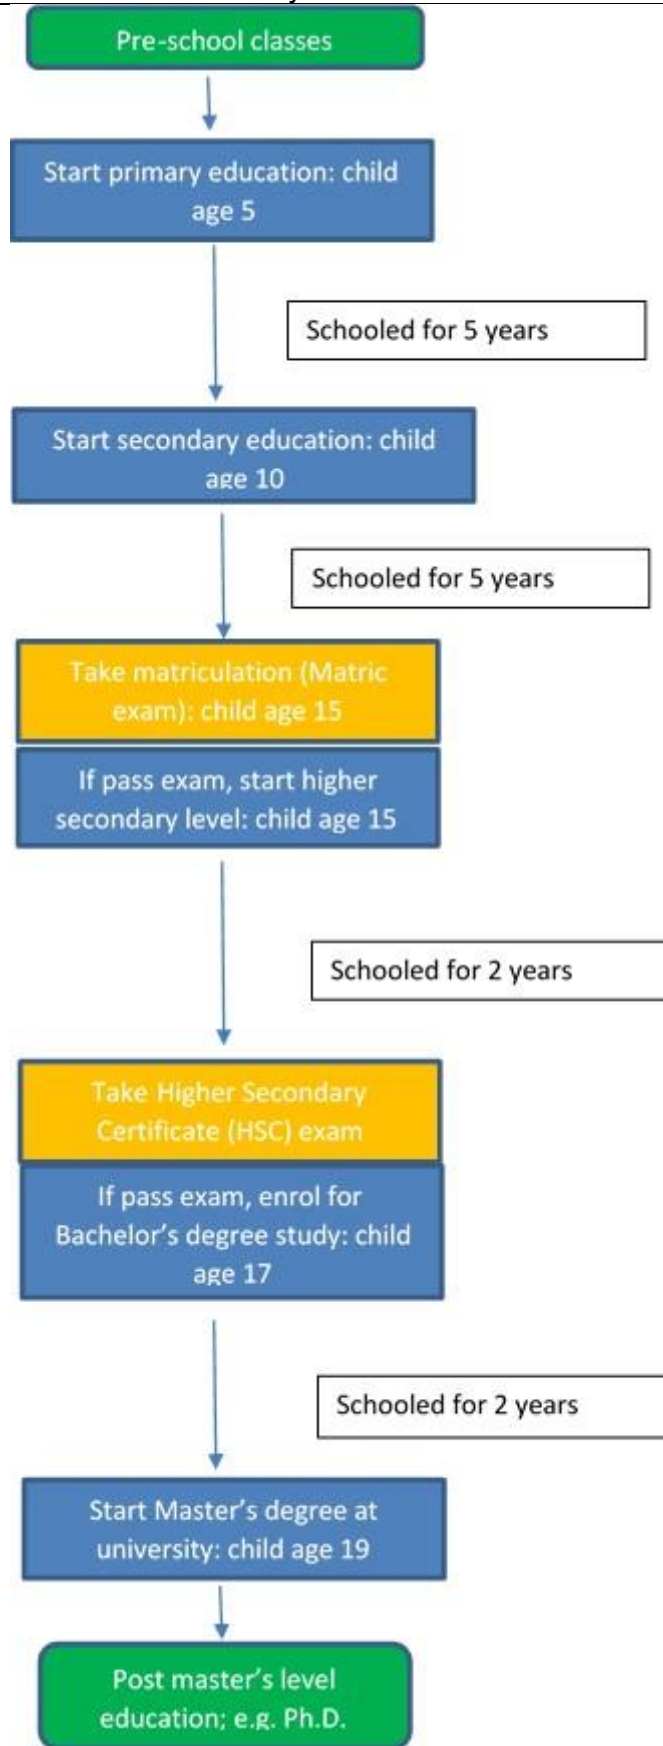 Pre-school classes
Start primary education: child
age 5
Schooled for 5 years
Start secondary education: child
age 10
Schooled for 5 years
Take matriculation (Matric
exam): child age 15
If pass exam, start higher
secondary level: child age 15
Schooled for 2 years
Take Higher Secondary
Certificate (HSC) exam
If pass exam, enrol for
Bachelor's degree study: child
age 17
Schooled for 2 years
Start Master's degree at
university: child age 19
Post master's level
education; e.g. Ph.D.